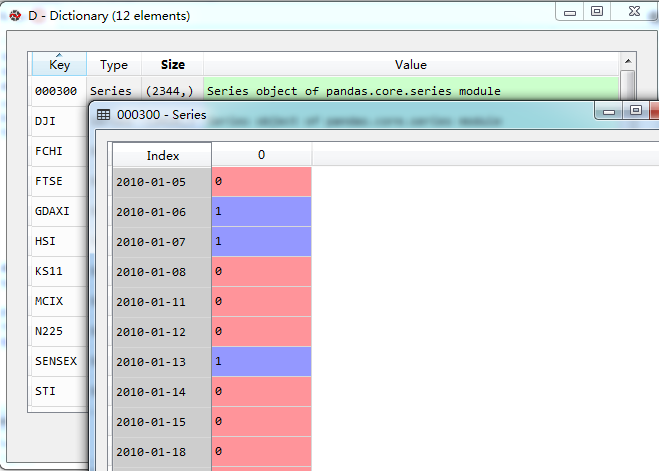 D - Dictionary (12 elements)
Key Type Size Value
000300 Series (2344,) Series object of pandas.core.series module
000300 - Series
DJI
FCHI
FTSE
GDAXI
HSI
KS11
MCIX
N225
SENSEX
STI
Index 0
2010-01-05 0
2010-01-06 1
2010-01-07 1
2010-01-08 0
2010-01-11 0
2010-01-12 0
2010-01-13 1
2010-01-14 0
2010-01-15 0
2010-01-18 0